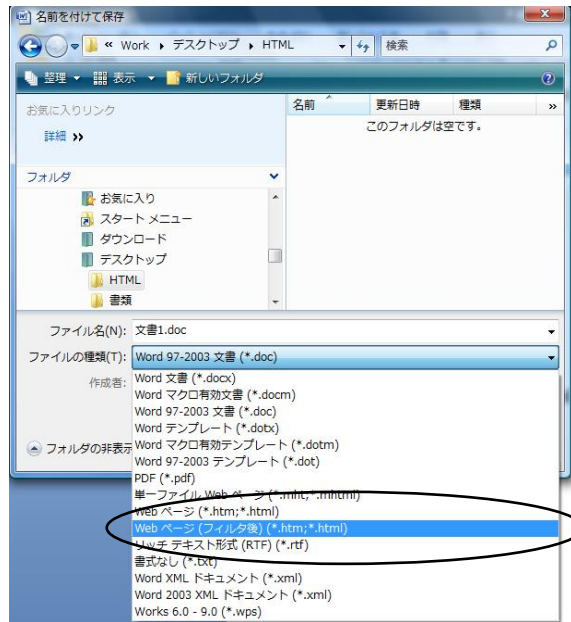 名前を付けて保存
« Work ▸ デスクトップ ▸ HTML
検索
整理 ▼ 表示 ▼ 新しいフォルダ
お気に入りリンク
詳細 »
名前 更新日時 種類 »
このフォルダは空です。
フォルダ
お気に入り
スタート メニュー
ダウンロード
デスクトップ
HTML
書類
ファイル名(N): 文書1.doc
ファイルの種類(T): Word 97-2003 文書 (*.doc)
作成者:
フォルダの非表示
Word 文書 (*.docx)
Word マクロ有効文書 (*.docm)
Word 97-2003 文書 (*.doc)
Word テンプレート (*.dotx)
Word マクロ有効テンプレート (*.dotm)
Word 97-2003 テンプレート (*.dot)
PDF (*.pdf)
単一ファイル Web ページ (*.mht;*.mhtml)
Web ページ (*.htm;*.html)
Web ページ (フィルタ後) (*.htm;*.html)
リッチ テキスト形式 (RTF) (*.rtf)
書式なし (*.txt)
Word XML ドキュメント (*.xml)
Word 2003 XML ドキュメント (*.xml)
Works 6.0 - 9.0 (*.wps)